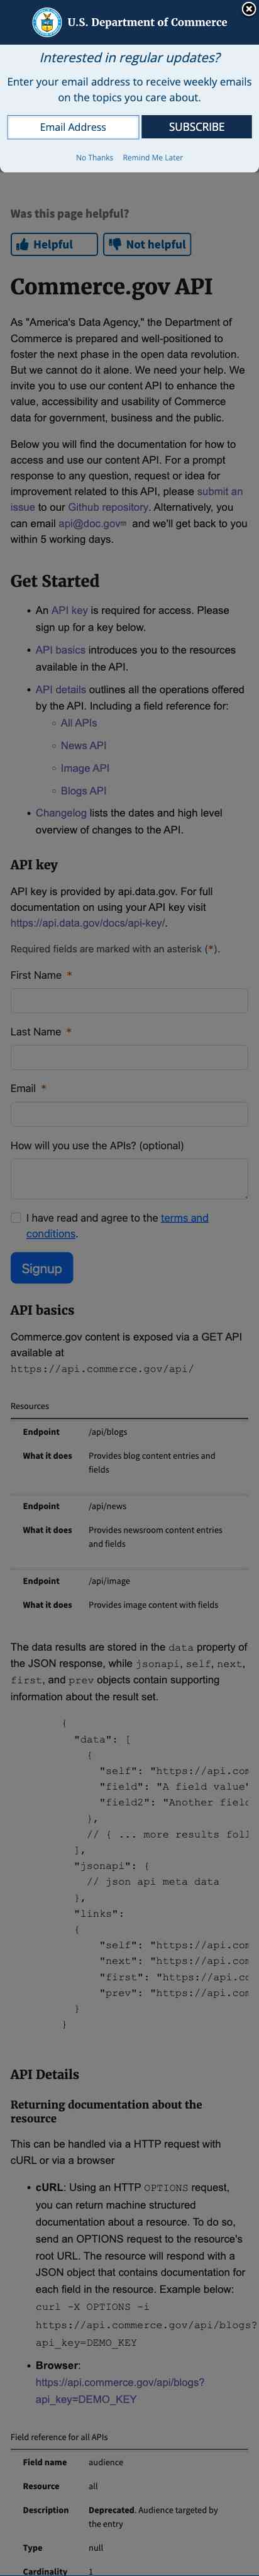 U.S. Department of Commerce
Interested in regular updates?
Enter your email address to receive weekly emails
on the topics you care about.
Email Address
SUBSCRIBE
No Thanks Remind Me Later
Was this page helpful?
Helpful
Not helpful
Commerce.gov API
As "America's Data Agency," the Department of
Commerce is prepared and well-positioned to
foster the next phase in the open data revolution.
But we cannot do it alone. We need your help. We
invite you to use our content API to enhance the
value, accessibility and usability of Commerce
data for government, business and the public.
Below you will find the documentation for how to
access and use our content API. For a prompt
response to any question, request or idea for
improvement related to this API, please submit an
issue to our Github repository. Alternatively, you
can email api@doc.gov and we'll get back to you
within 5 working days.
Get Started
• An API key is required for access. Please
sign up for a key below.
• API basics introduces you to the resources
available in the API.
• API details outlines all the operations offered
by the API. Including a field reference for:
◦ All APIs
◦ News API
◦ Image API
◦ Blogs API
• Changelog lists the dates and high level
overview of changes to the API.
API key
API key is provided by api.data.gov. For full
documentation on using your API key visit
https://api.data.gov/docs/api-key/.
Required fields are marked with an asterisk (*).
First Name *
Last Name *
Email *
How will you use the APIs? (optional)
I have read and agree to the terms and
conditions.
Signup
API basics
Commerce.gov content is exposed via a GET API
available at
https://api.commerce.gov/api/
Resources
Endpoint /api/blogs
What it does Provides blog content entries and
fields
Endpoint /api/news
What it does Provides newsroom content entries
and fields
Endpoint /api/image
What it does Provides image content with fields
The data results are stored in the data property of
the JSON response, while jsonapi, self, next,
first, and prev objects contain supporting
information about the result set.
{
"data": [
{
"self": "https://api.com
"field": "A field value"
"field2": "Another field
},
// { ... more results foll
],
"jsonapi": {
// json api meta data
},
"links":
{
"self": "https://api.com
"next": "https://api.com
"first": "https://api.co
"prev": "https://api.com
}
}
API Details
Returning documentation about the
resource
This can be handled via a HTTP request with
cURL or via a browser
• cURL: Using an HTTP OPTIONS request,
you can return machine structured
documentation about a resource. To do so,
send an OPTIONS request to the resource's
root URL. The resource will respond with a
JSON object that contains documentation for
each field in the resource. Example below:
curl -X OPTIONS -i
https://api.commerce.gov/api/blogs?
api_key=DEMO_KEY
• Browser:
https://api.commerce.gov/api/blogs?
api_key=DEMO_KEY
Field reference for all APIs
Field name audience
Resource all
Description Deprecated. Audience targeted by
the entry
Type null
Cardinality 1